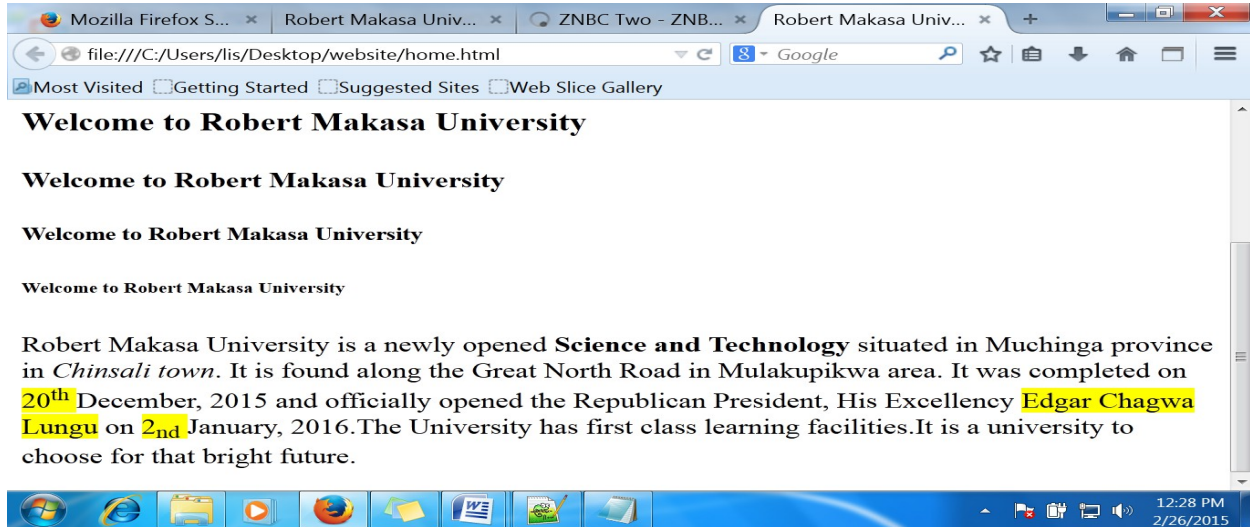 Mozilla Firefox S... × Robert Makasa Univ... × ZNBC Two - ZNB... × Robert Makasa Univ... × +
file:///C:/Users/lis/Desktop/website/home.html 8 Google
Most Visited Getting Started Suggested Sites Web Slice Gallery
Welcome to Robert Makasa University
Welcome to Robert Makasa University
Welcome to Robert Makasa University
Welcome to Robert Makasa University
Robert Makasa University is a newly opened Science and Technology situated in Muchinga province
in Chinsali town. It is found along the Great North Road in Mulakupikwa area. It was completed on
20th December, 2015 and officially opened the Republican President, His Excellency Edgar Chagwa
Lungu on 2nd January, 2016.The University has first class learning facilities.It is a university to
choose for that bright future.
12:28 PM
2/26/2015